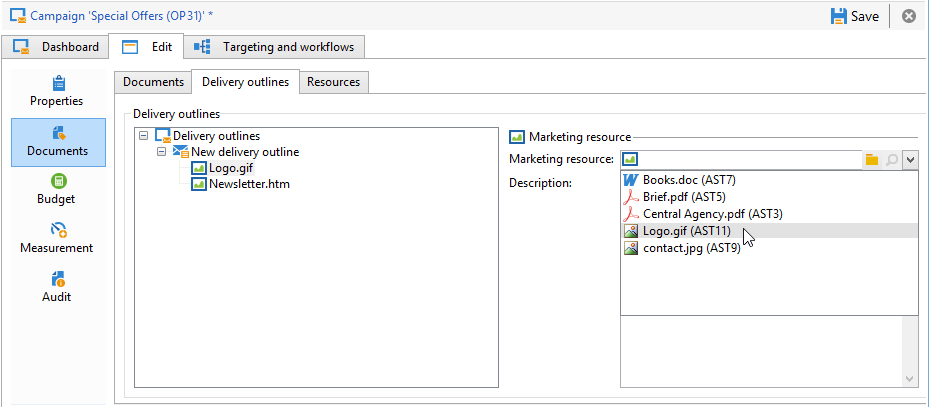 Campaign 'Special Offers (OP31)' *
Save
Dashboard
Edit
Targeting and workflows
Properties
Documents
Budget
Measurement
Audit
Documents
Delivery outlines
Resources
Delivery outlines
Delivery outlines
New delivery outline
Logo.gif
Newsletter.htm
Marketing resource
Marketing resource:
Description:
Books.doc (AST7)
Brief.pdf (AST5)
Central Agency.pdf (AST3)
Logo.gif (AST11)
contact.jpg (AST9)